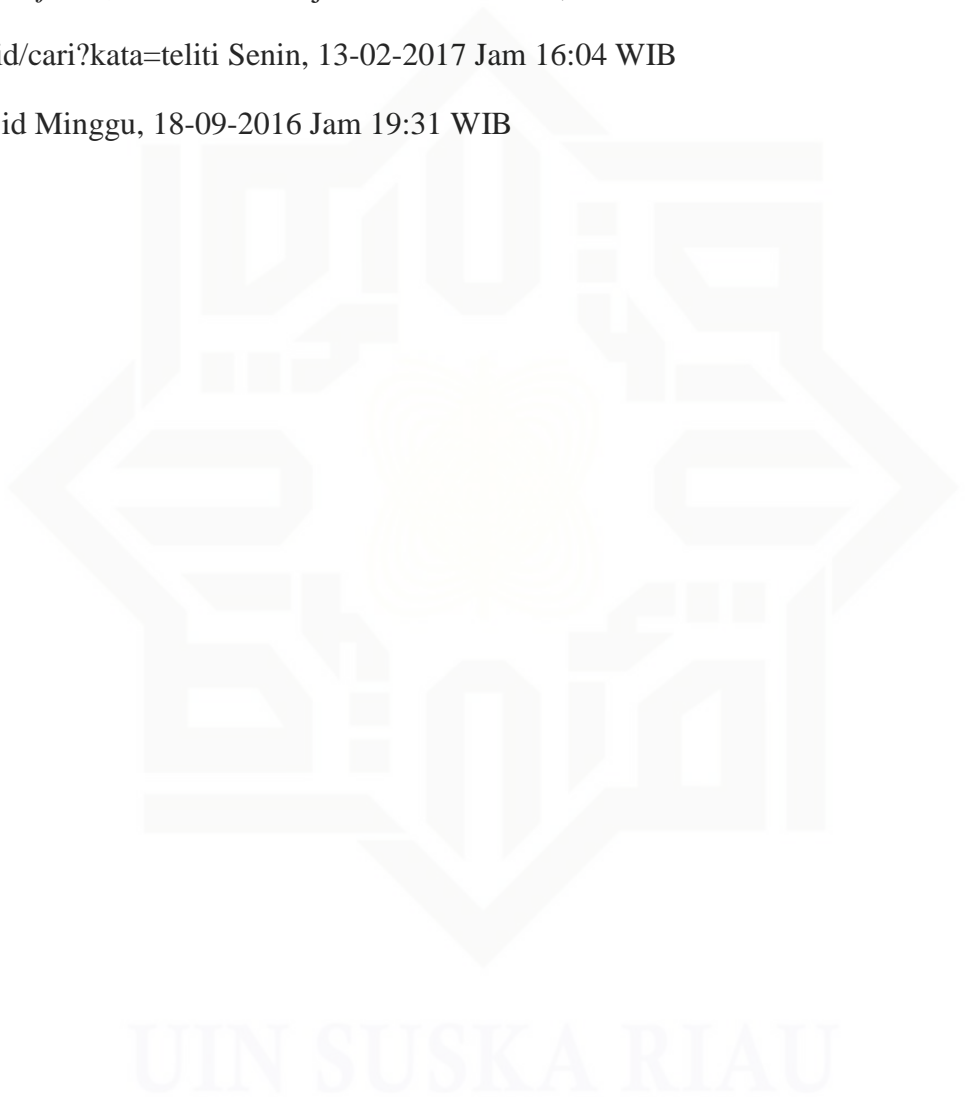 id/cari?kata=teliti Senin, 13-02-2017 Jam 16:04 WIB
id Minggu, 18-09-2016 Jam 19:31 WIB
UIN SUSKA RIAU